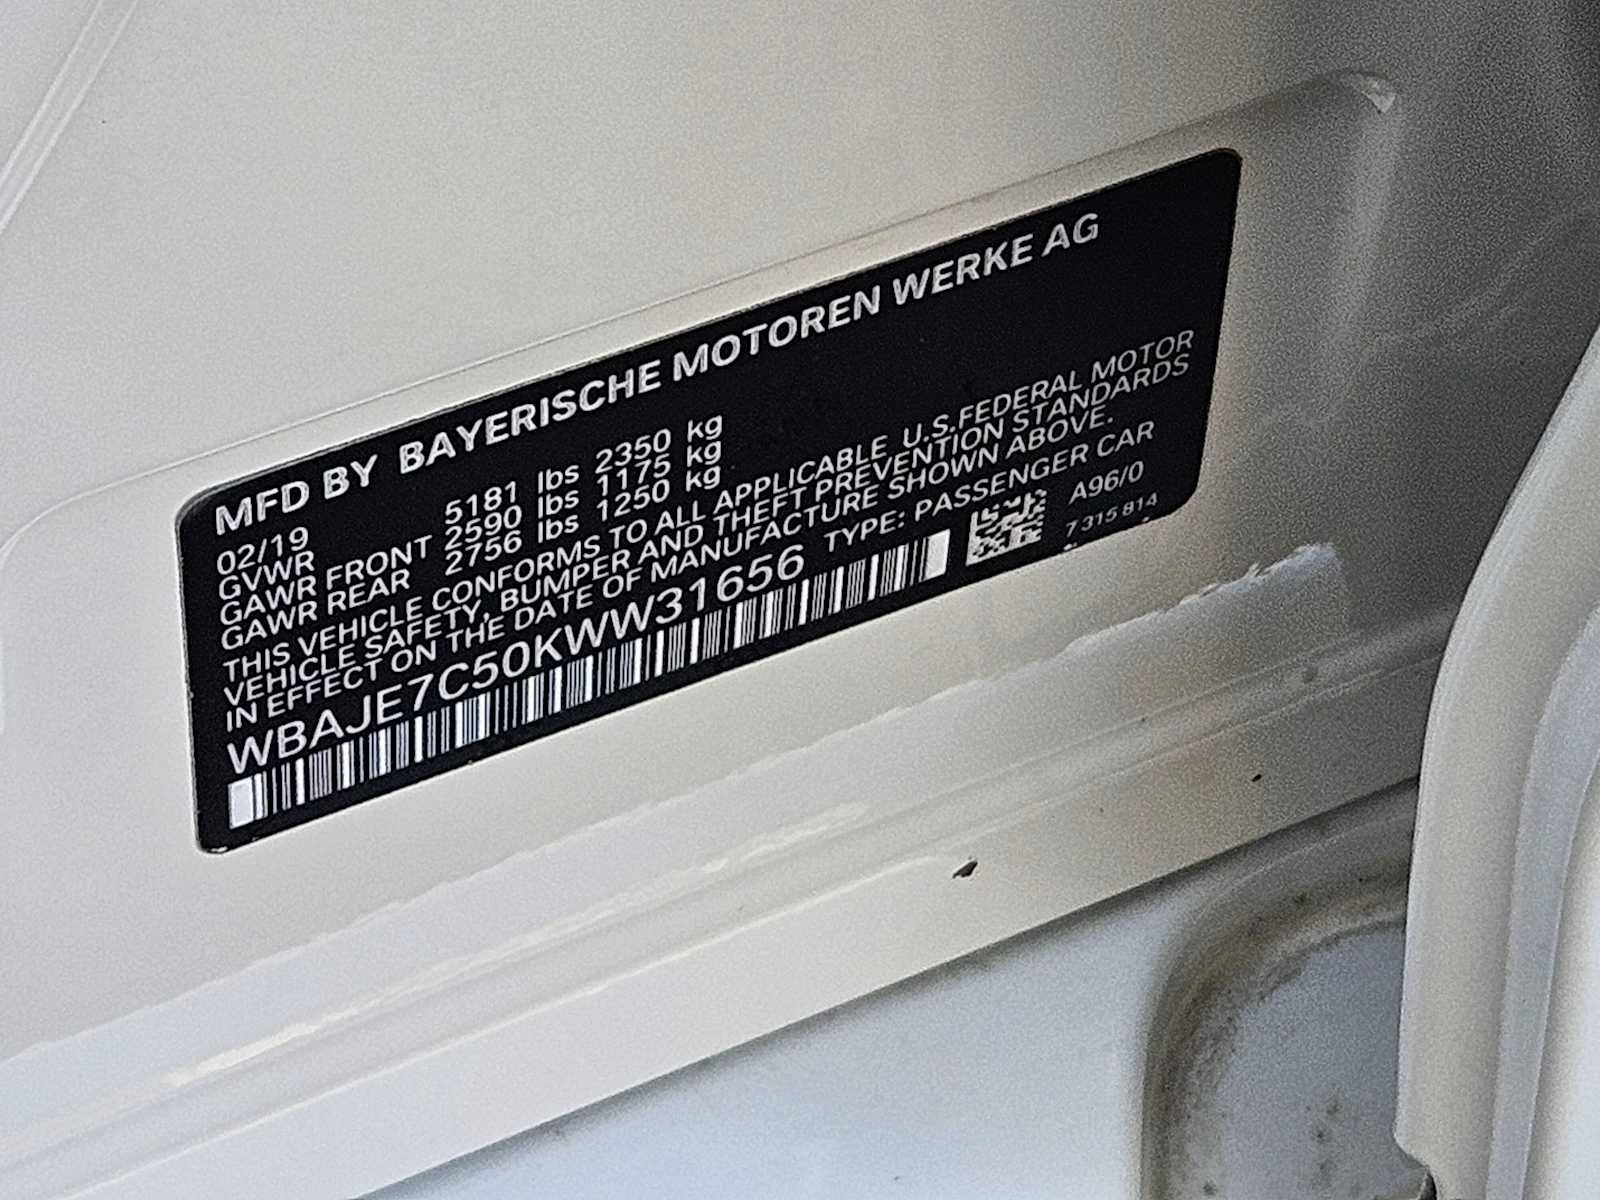 MFD BY BAYERISCHE MOTOREN WERKE AG
02/19
GVWR 5181 lbs 2350 kg
GAWR FRONT 2590 lbs 1175 kg
GAWR REAR 2756 lbs 1250 kg
THIS VEHICLE CONFORMS TO ALL APPLICABLE U.S.FEDERAL MOTOR
VEHICLE SAFETY, BUMPER AND THEFT PREVENTION STANDARDS
IN EFFECT ON THE DATE OF MANUFACTURE SHOWN ABOVE.
WBAJE7C50KWW31656 TYPE: PASSENGER CAR
A96/0
7 315 814